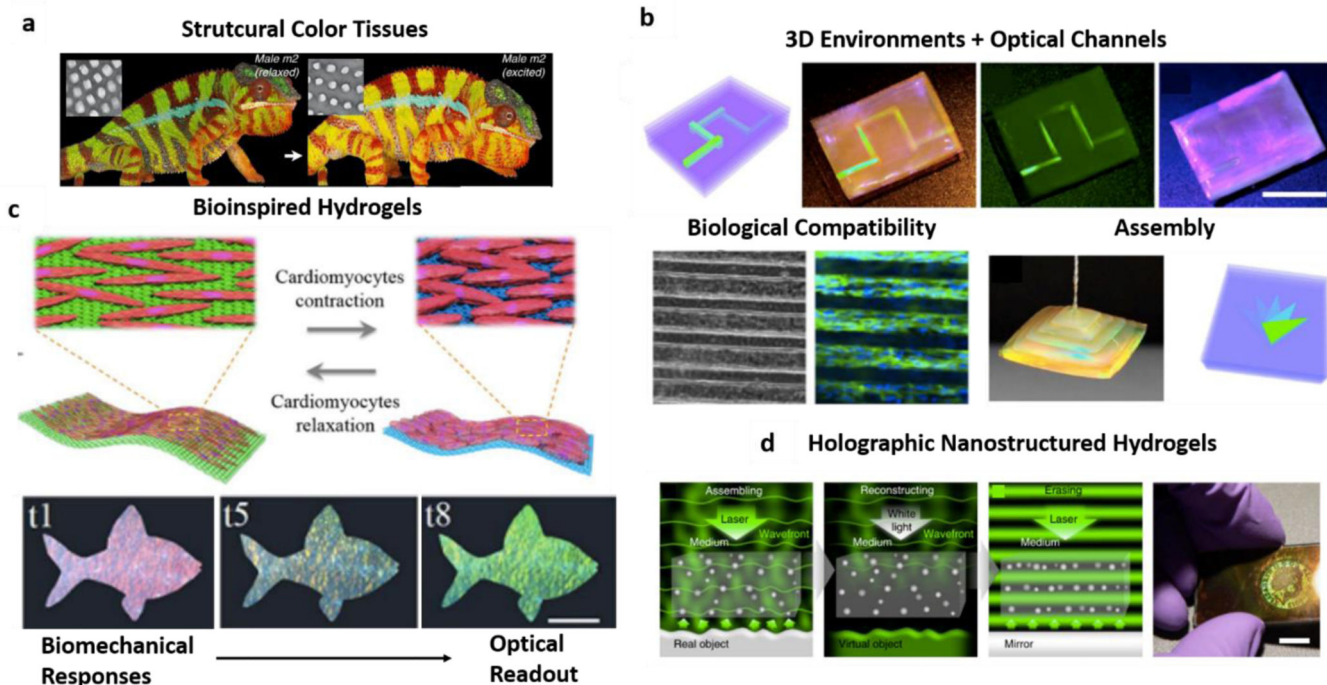 a
Strutcural Color Tissues
Male m2
(relaxed)
Male m2
(excited)
b
3D Environments + Optical Channels
Biological Compatibility
Assembly
c
Bioinspired Hydrogels
Cardiomyocytes
contraction
Cardiomyocytes
relaxation
t1
t5
t8
Biomechanical
Responses
Optical
Readout
d
Holographic Nanostructured Hydrogels
Assembling
Laser
Wavefront
Medium
Real object
Reconstructing
White
light
Wavefront
Medium
Virtual object
Erasing
Laser
Medium
Mirror